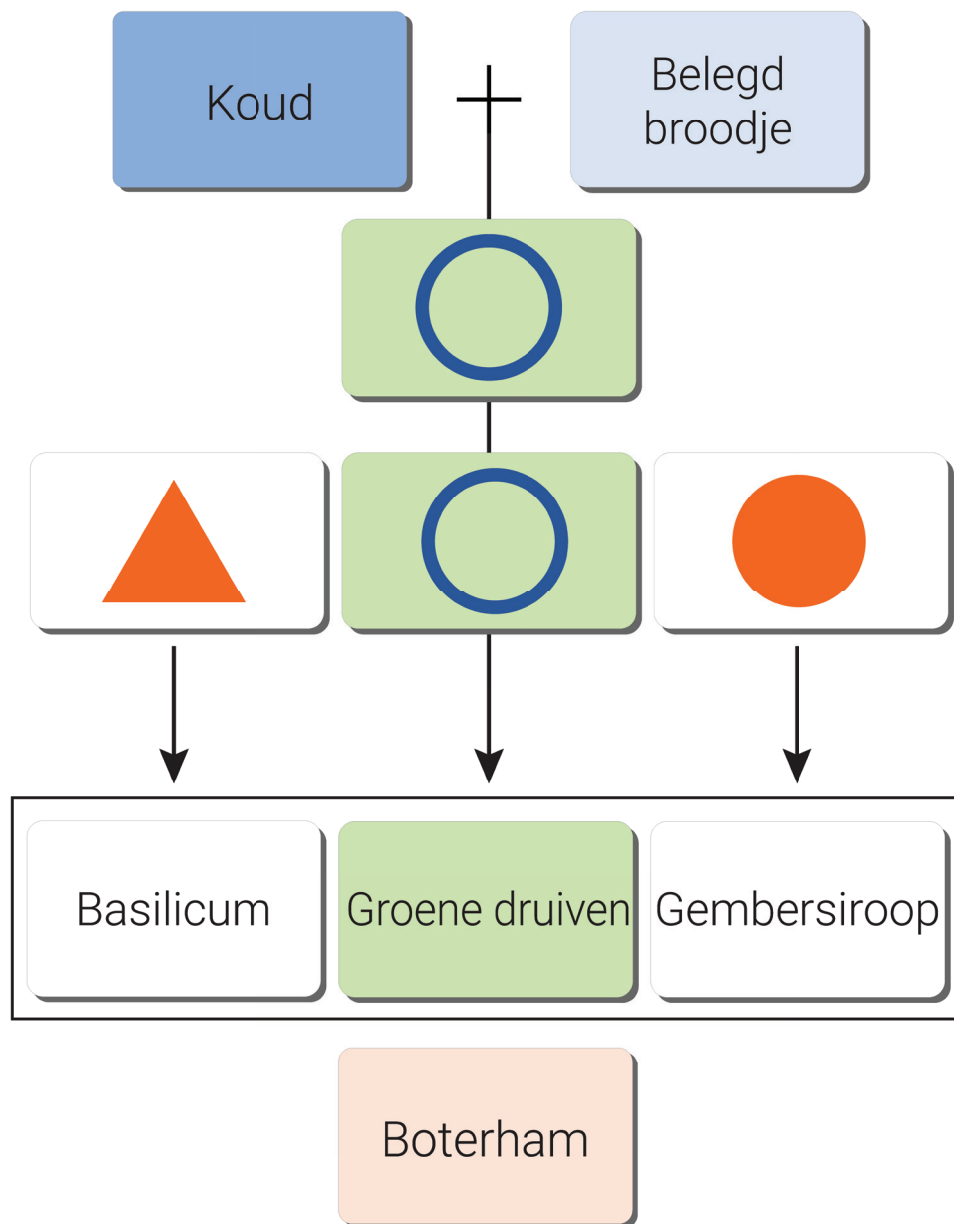 Koud
Belegd
broodje
Basilicum
Groene druiven
Gembersiroop
Boterham